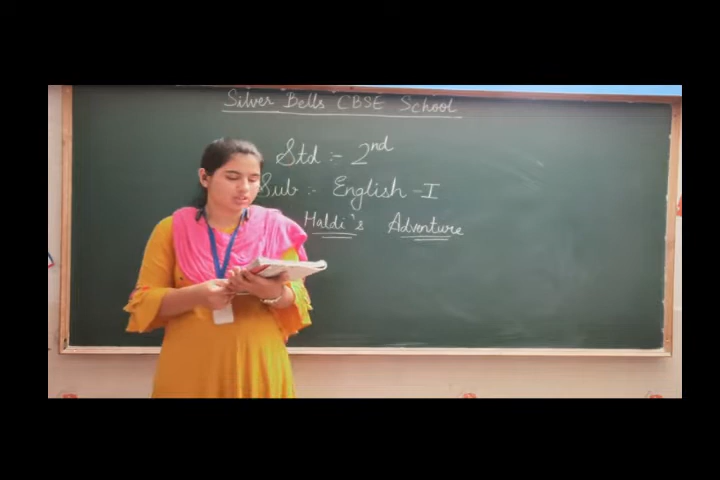 Silver Bells CBSE School
Std :- 2nd
Sub :- English - I
Haldi's Adventure